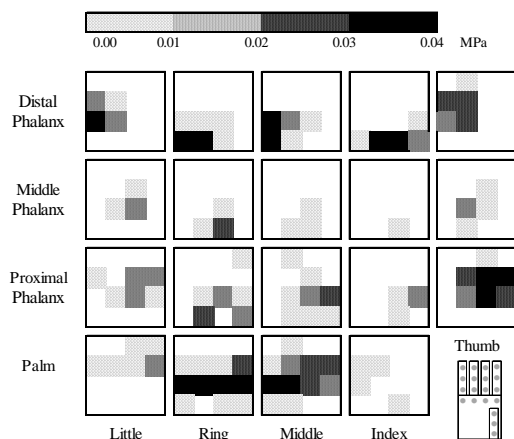 0.00 0.01 0.02 0.03 0.04 MPa
Distal
Phalanx
Middle
Phalanx
Proximal
Phalanx
Palm
Thumb
Little Ring Middle Index